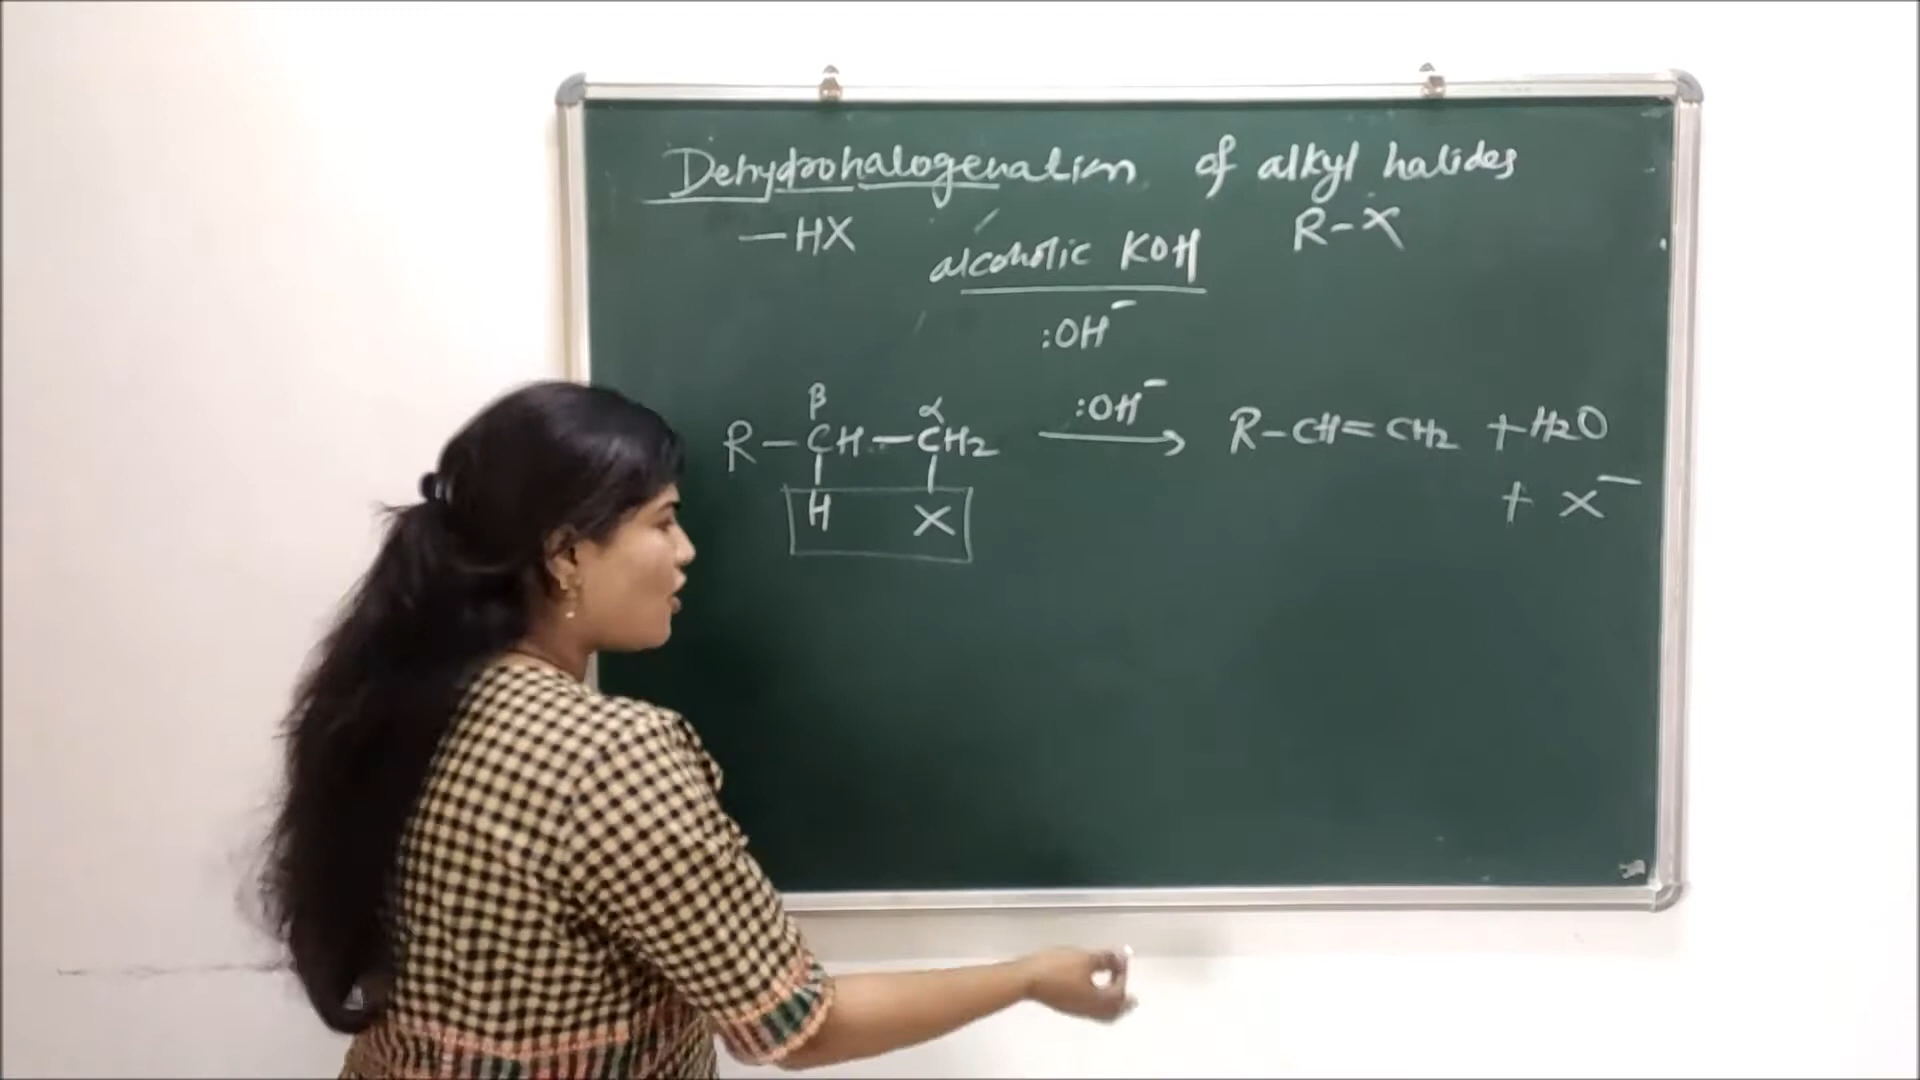 Dehydrohalogenation of alkyl halides
—HX
R-X
alcoholic KOH
:OH⁻
β α :OH⁻
R—CH—CH2 → R-CH=CH2 +H2O
+ X⁻
H X